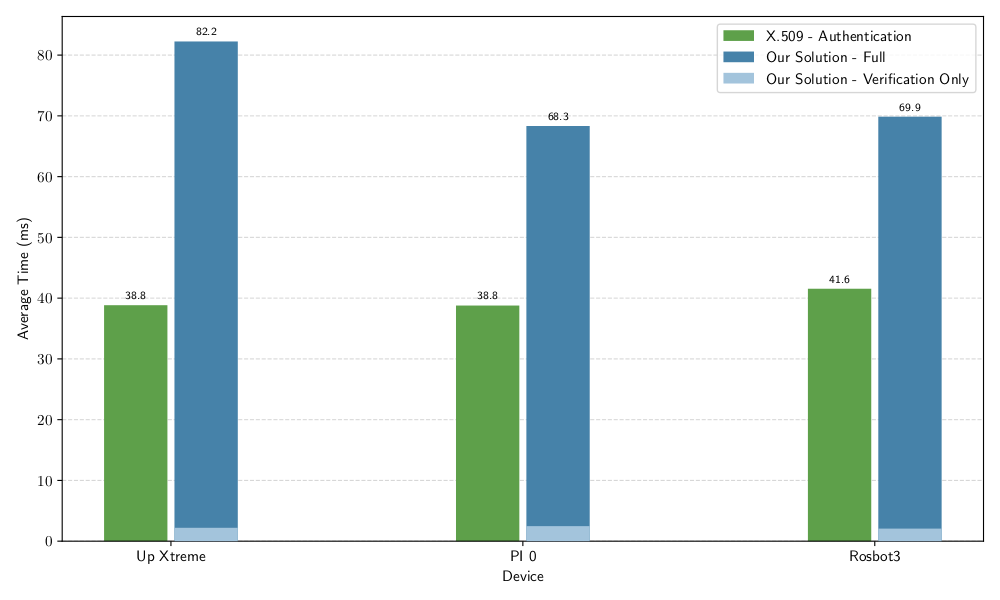 X.509 - Authentication
Our Solution - Full
Our Solution - Verification Only
Average Time (ms)
80
70
60
50
40
30
20
10
0
38.8
82.2
38.8
68.3
41.6
69.9
Up Xtreme
PI 0
Rosbot3
Device